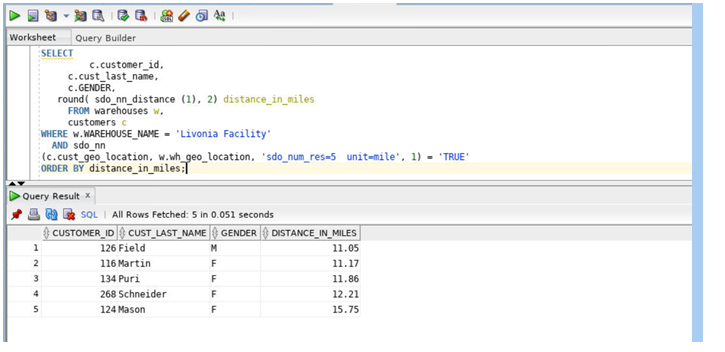 Worksheet Query Builder
SELECT
c.customer_id,
c.cust_last_name,
c.GENDER,
round( sdo_nn_distance (1), 2) distance_in_miles
FROM warehouses w,
customers c
WHERE w.WAREHOUSE_NAME = 'Livonia Facility'
AND sdo_nn
(c.cust_geo_location, w.wh_geo_location, 'sdo_num_res=5 unit=mile', 1) = 'TRUE'
ORDER BY distance_in_miles;
Query Result x
SQL | All Rows Fetched: 5 in 0.051 seconds
CUSTOMER_ID CUST_LAST_NAME GENDER DISTANCE_IN_MILES
1 126 Field M 11.05
2 116 Martin F 11.17
3 134 Puri F 11.86
4 268 Schneider F 12.21
5 124 Mason F 15.75